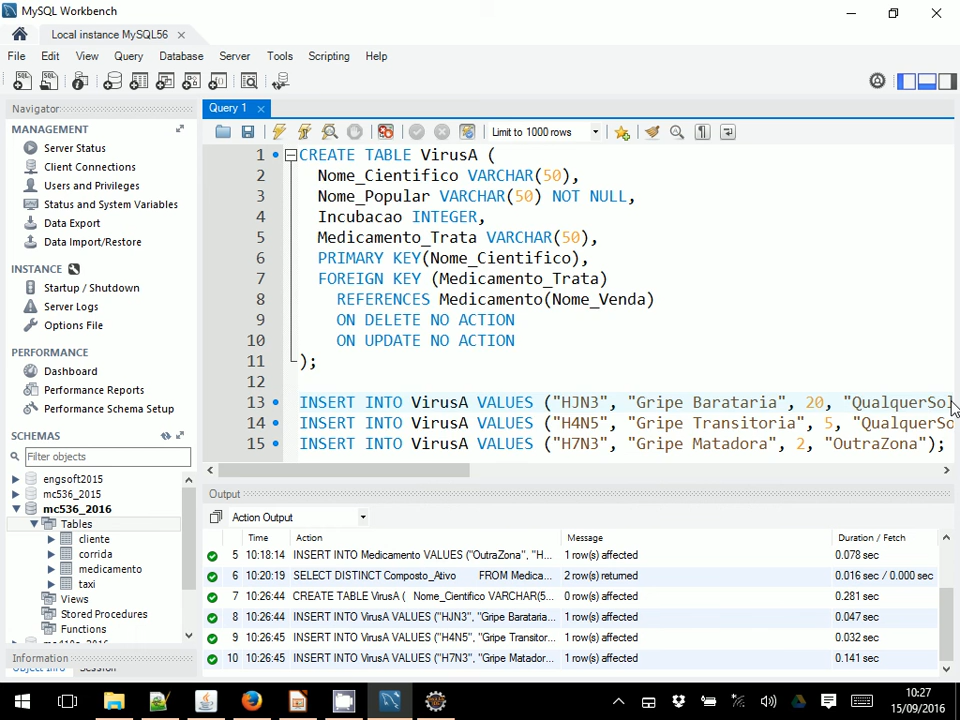 MySQL Workbench
Local instance MySQL56
File Edit View Query Database Server Tools Scripting Help
Navigator
MANAGEMENT
Server Status
Client Connections
Users and Privileges
Status and System Variables
Data Export
Data Import/Restore
INSTANCE
Startup / Shutdown
Server Logs
Options File
PERFORMANCE
Dashboard
Performance Reports
Performance Schema Setup
SCHEMAS
Filter objects
engsoft2015
mc536_2015
mc536_2016
Tables
cliente
corrida
medicamento
taxi
Views
Stored Procedures
Functions
Information
Query 1
Limit to 1000 rows
1 CREATE TABLE VirusA (
2 Nome_Cientifico VARCHAR(50),
3 Nome_Popular VARCHAR(50) NOT NULL,
4 Incubacao INTEGER,
5 Medicamento_Trata VARCHAR(50),
6 PRIMARY KEY(Nome_Cientifico),
7 FOREIGN KEY (Medicamento_Trata)
8 REFERENCES Medicamento(Nome_Venda)
9 ON DELETE NO ACTION
10 ON UPDATE NO ACTION
11 );
12
13 INSERT INTO VirusA VALUES ("HJN3", "Gripe Barataria", 20, "QualquerSol
14 INSERT INTO VirusA VALUES ("H4N5", "Gripe Transitoria", 5, "QualquerSo
15 INSERT INTO VirusA VALUES ("H7N3", "Gripe Matadora", 2, "OutraZona");
Output
Action Output
Time Action Message Duration / Fetch
5 10:18:14 INSERT INTO Medicamento VALUES ("OutraZona", "H... 1 row(s) affected 0.078 sec
6 10:20:19 SELECT DISTINCT Composto_Ativo FROM Medica... 2 row(s) returned 0.016 sec / 0.000 sec
7 10:26:44 CREATE TABLE VirusA ( Nome_Cientifico VARCHAR(5... 0 row(s) affected 0.281 sec
8 10:26:44 INSERT INTO VirusA VALUES ("HJN3", "Gripe Barataria... 1 row(s) affected 0.047 sec
9 10:26:45 INSERT INTO VirusA VALUES ("H4N5", "Gripe Transitor... 1 row(s) affected 0.032 sec
10 10:26:45 INSERT INTO VirusA VALUES ("H7N3", "Gripe Matador... 1 row(s) affected 0.141 sec
10:27
15/09/2016